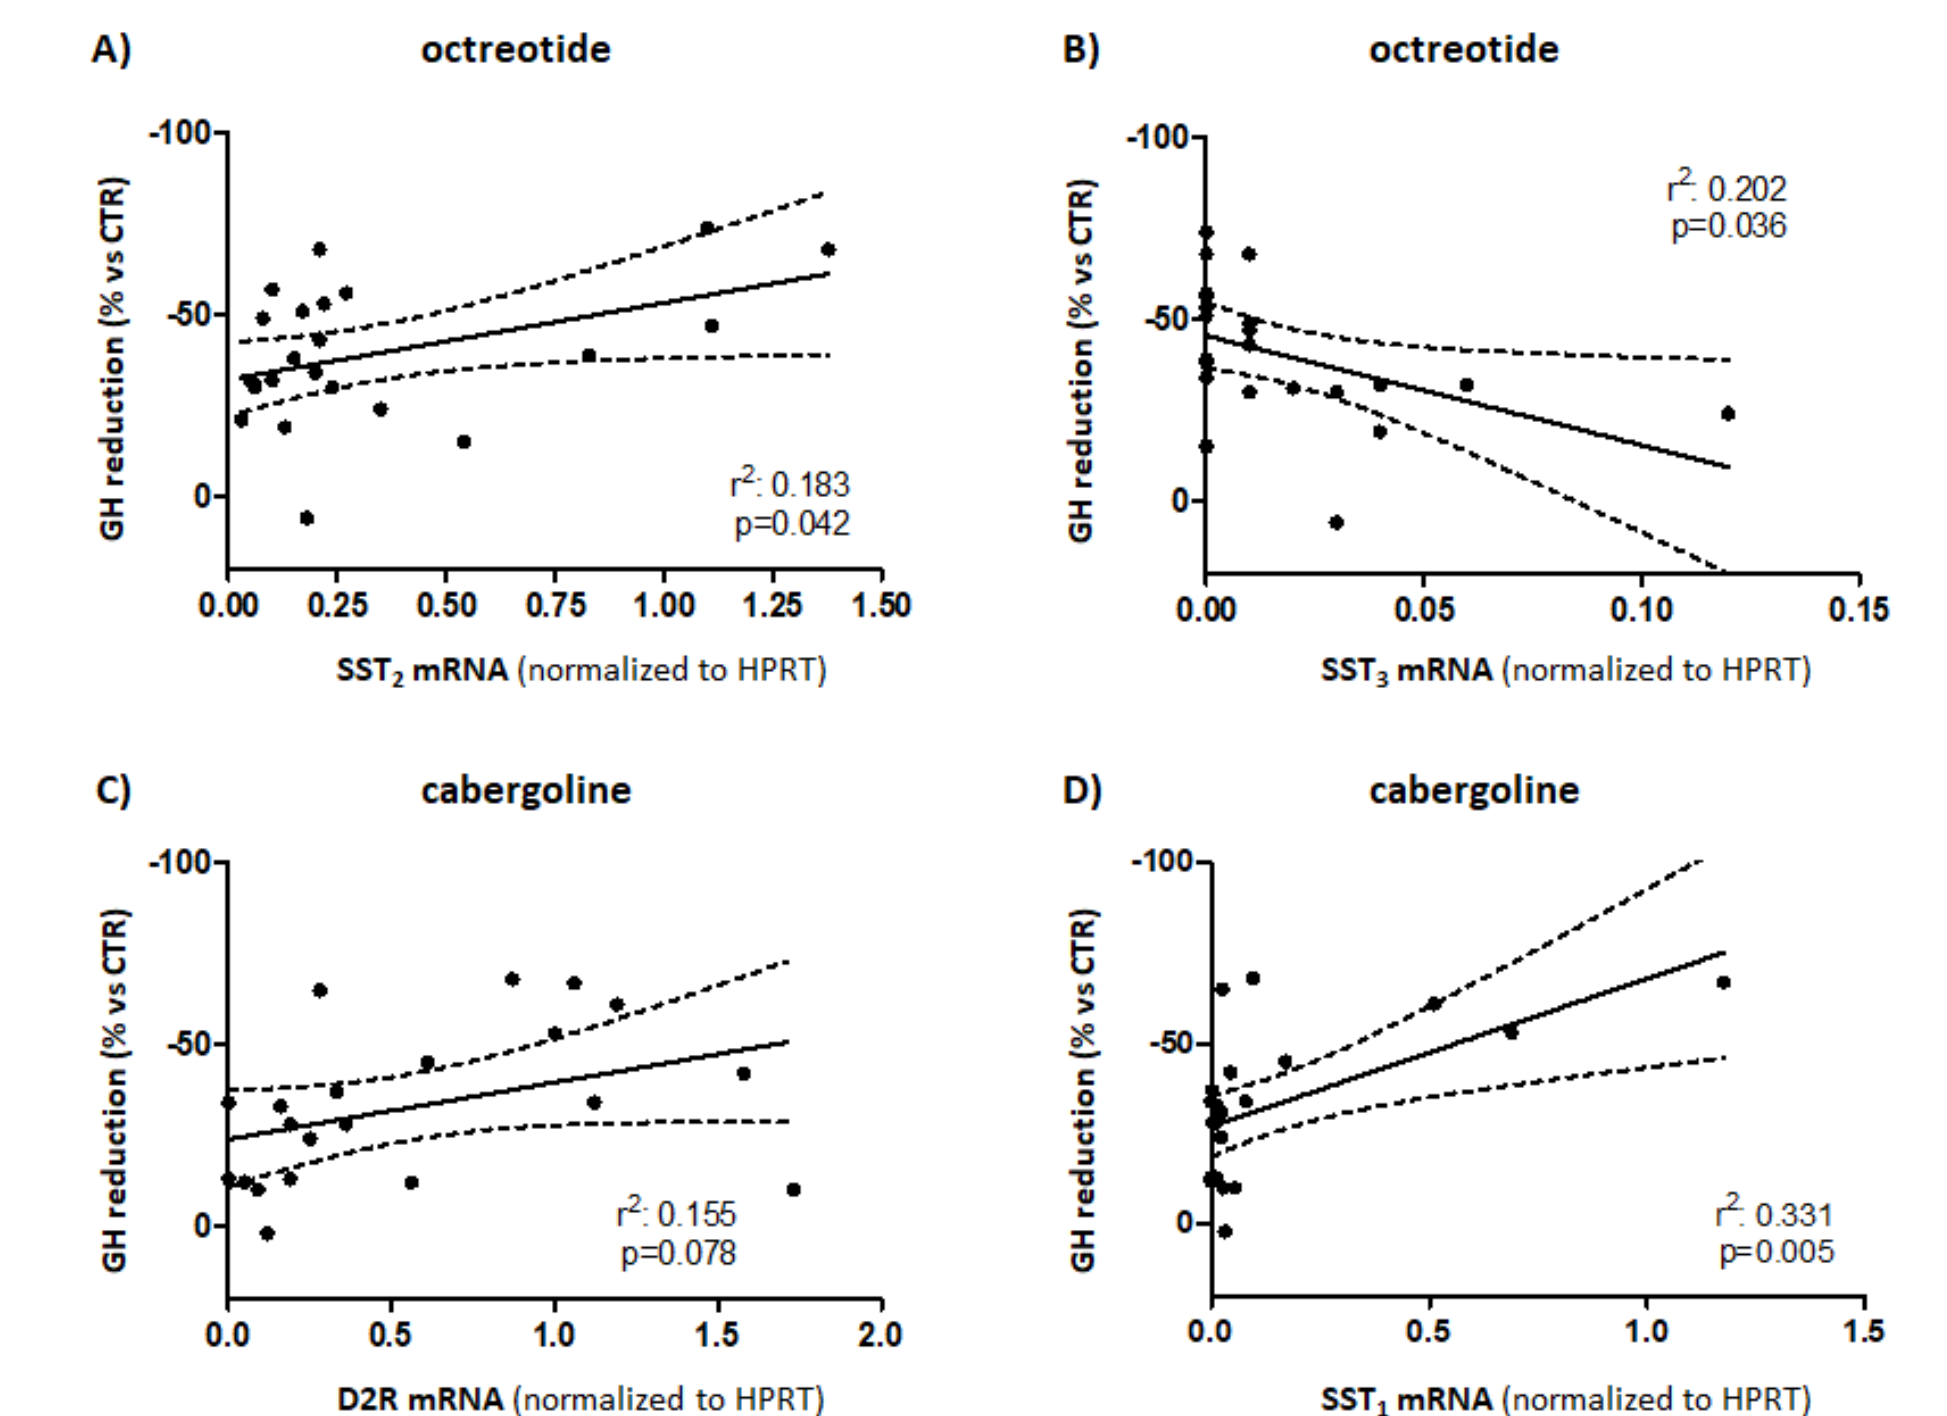 A) octreotide
GH reduction (% vs CTR)
-100
-50
0
r2: 0.183
p=0.042
0.00 0.25 0.50 0.75 1.00 1.25 1.50
SST2 mRNA (normalized to HPRT)
B) octreotide
GH reduction (% vs CTR)
-100
-50
0
r2: 0.202
p=0.036
0.00 0.05 0.10 0.15
SST3 mRNA (normalized to HPRT)
C) cabergoline
GH reduction (% vs CTR)
-100
-50
0
r2: 0.155
p=0.078
0.0 0.5 1.0 1.5 2.0
D2R mRNA (normalized to HPRT)
D) cabergoline
GH reduction (% vs CTR)
-100
-50
0
r2: 0.331
p=0.005
0.0 0.5 1.0 1.5
SST1 mRNA (normalized to HPRT)